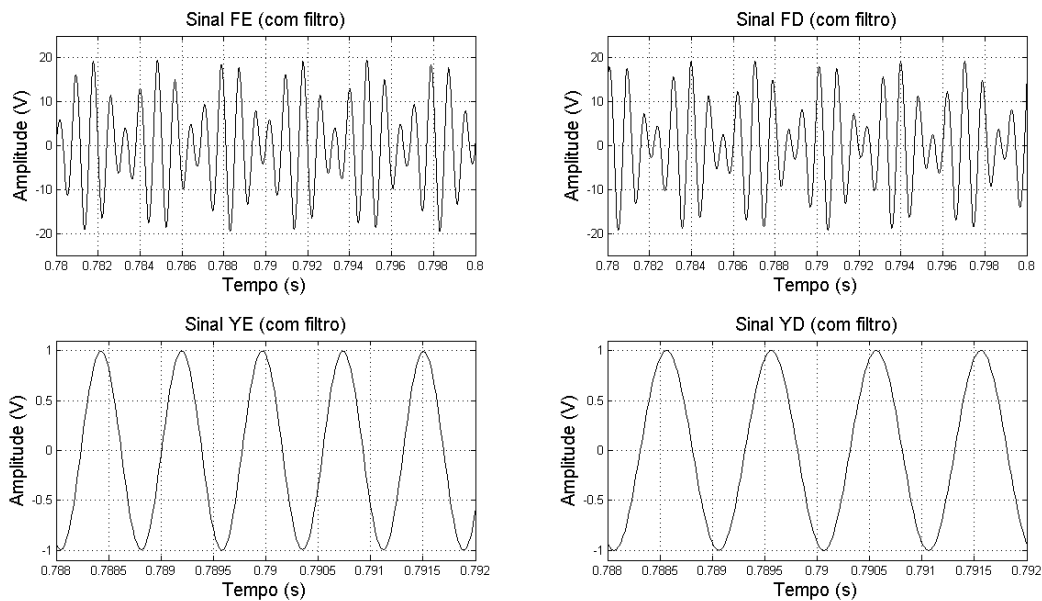 Sinal FE (com filtro)
Amplitude (V)
20
10
0
-10
-20
0.78 0.782 0.784 0.786 0.788 0.79 0.792 0.794 0.796 0.798 0.8
Tempo (s)
Sinal FD (com filtro)
Amplitude (V)
20
10
0
-10
-20
0.78 0.782 0.784 0.786 0.788 0.79 0.792 0.794 0.796 0.798 0.8
Tempo (s)
Sinal YE (com filtro)
Amplitude (V)
1
0.5
0
-0.5
-1
0.788 0.7885 0.789 0.7895 0.79 0.7905 0.791 0.7915 0.792
Tempo (s)
Sinal YD (com filtro)
Amplitude (V)
1
0.5
0
-0.5
-1
0.788 0.7885 0.789 0.7895 0.79 0.7905 0.791 0.7915 0.792
Tempo (s)